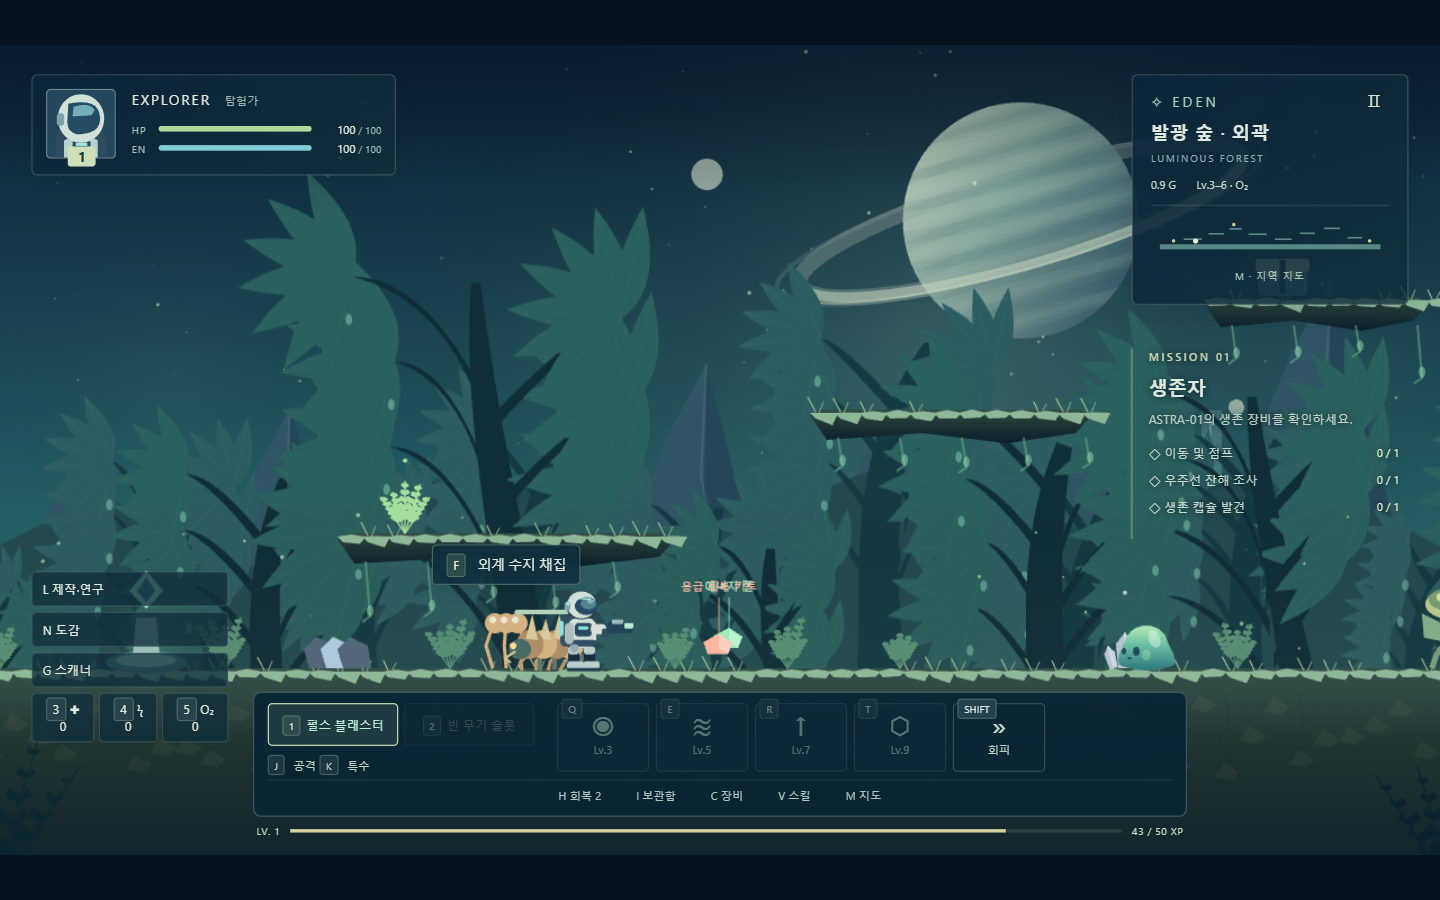 EXPLORER 탐험가
HP 100 / 100
EN 100 / 100
1
✧ EDEN
발광 숲 · 외곽
LUMINOUS FOREST
0.9 G Lv.3–6 · O₂
M · 지역 지도
MISSION 01
생존자
ASTRA-01의 생존 장비를 확인하세요.
◇ 이동 및 점프 0 / 1
◇ 우주선 잔해 조사 0 / 1
◇ 생존 캡슐 발견 0 / 1
F 외계 수지 채집
L 제작·연구
N 도감
G 스캐너
3 ✚ 0
4 ϟ 0
5 O₂ 0
1 펄스 블래스터
2 빈 무기 슬롯
J 공격 K 특수
Q Lv.3
E Lv.5
R Lv.7
T Lv.9
SHIFT » 회피
H 회복 2 I 보관함 C 장비 V 스킬 M 지도
LV. 1 43 / 50 XP